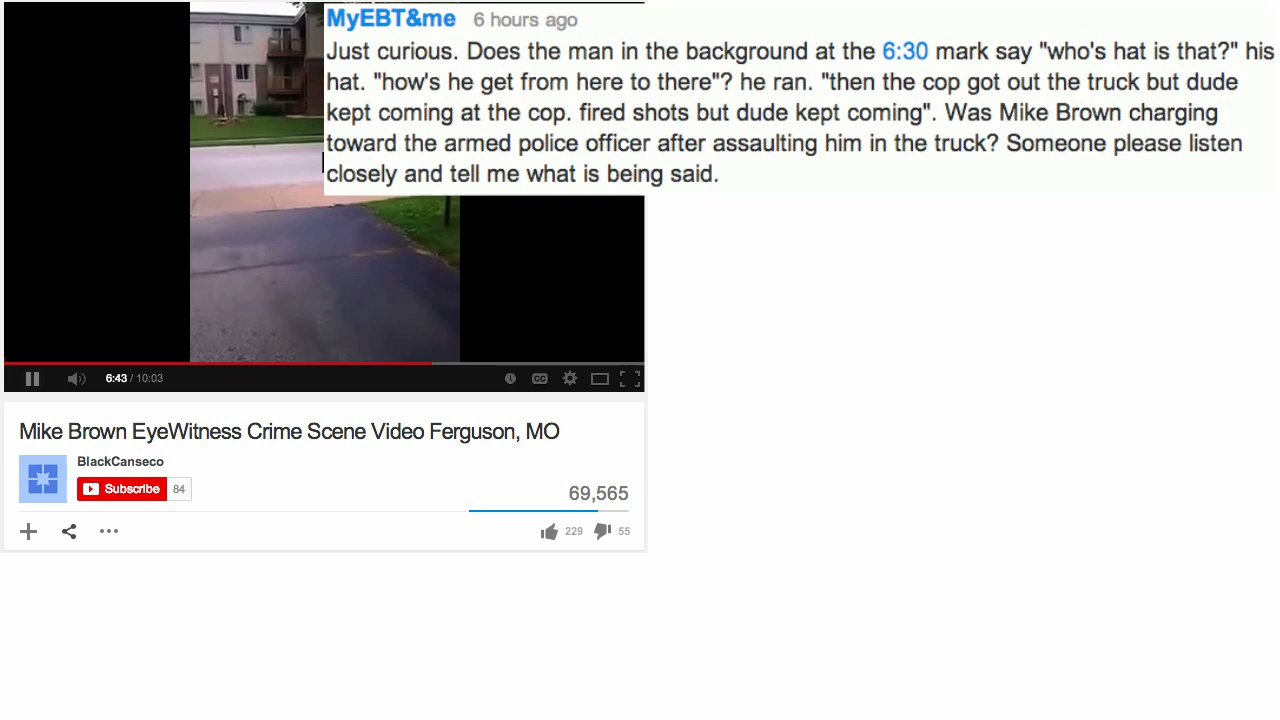 MyEBT&me 6 hours ago
Just curious. Does the man in the background at the 6:30 mark say "who's hat is that?" his
hat. "how's he get from here to there"? he ran. "then the cop got out the truck but dude
kept coming at the cop. fired shots but dude kept coming". Was Mike Brown charging
toward the armed police officer after assaulting him in the truck? Someone please listen
closely and tell me what is being said.
6:43 / 10:03
CC
Mike Brown EyeWitness Crime Scene Video Ferguson, MO
BlackCanseco
Subscribe 84
69,565
229 55